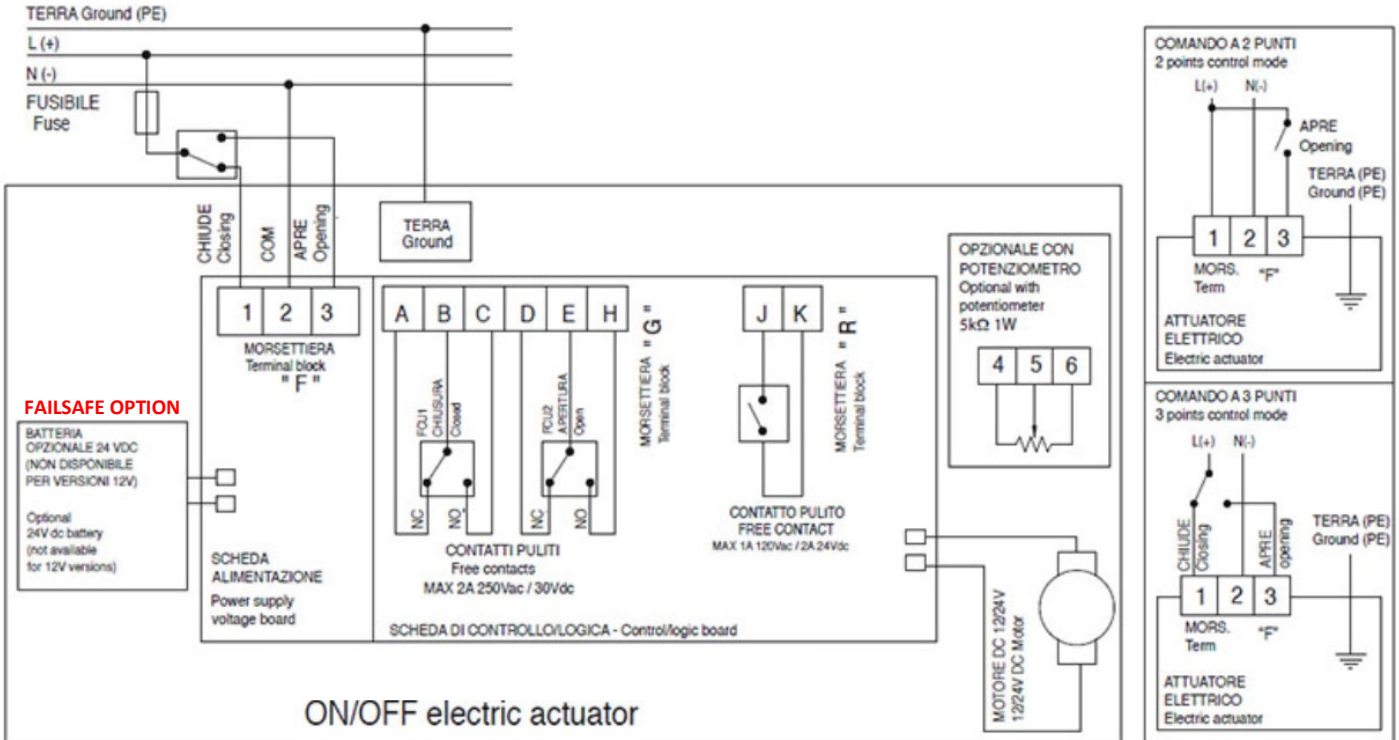 TERRA Ground (PE)
L (+)
N (-)
FUSIBILE
Fuse
CHIUDE
Closing
COM
APRE
Opening
TERRA
Ground
1 2 3
MORSETTIERA
Terminal block
" F "
FAILSAFE OPTION
BATTERIA
OPZIONALE 24 VDC
(NON DISPONIBILE
PER VERSIONI 12V)
Optional
24V dc battery
(not available
for 12V versions)
SCHEDA
ALIMENTAZIONE
Power supply
voltage board
A B C D E H
MORSETTIERA " G "
Terminal block
FCU1
CHIUSURA
Closed
FCU2
APERTURA
Open
NC
NO
NC
NO
CONTATTI PULITI
Free contacts
MAX 2A 250Vac / 30Vdc
J K
MORSETTIERA " R "
Terminal block
CONTATTO PULITO
FREE CONTACT
MAX 1A 120Vac / 2A 24Vdc
SCHEDA DI CONTROLLO/LOGICA - Control/logic board
OPZIONALE CON
POTENZIOMETRO
Optional with
potentiometer
5kΩ 1W
4 5 6
MOTORE DC 12/24V
12/24V DC Motor
ON/OFF electric actuator
COMANDO A 2 PUNTI
2 points control mode
L(+) N(-)
APRE
Opening
TERRA (PE)
Ground (PE)
1 2 3
MORS. "F"
Term
ATTUATORE
ELETTRICO
Electric actuator
COMANDO A 3 PUNTI
3 points control mode
L(+) N(-)
CHIUDE
Closing
APRE
opening
TERRA (PE)
Ground (PE)
1 2 3
MORS. "F"
Term
ATTUATORE
ELETTRICO
Electric actuator